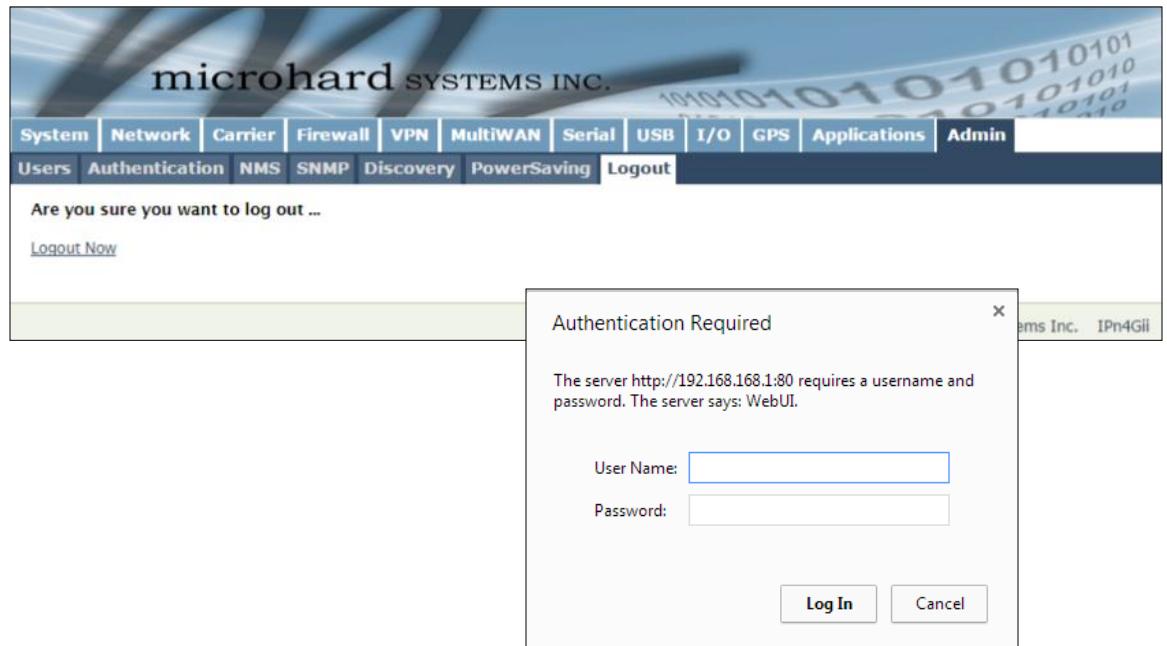 microhard SYSTEMS INC.
System Network Carrier Firewall VPN MultiWAN Serial USB I/O GPS Applications Admin
Users Authentication NMS SNMP Discovery PowerSaving Logout
Are you sure you want to log out ...
Logout Now
ems Inc. IPn4Gii
Authentication Required
×
The server http://192.168.168.1:80 requires a username and
password. The server says: WebUI.
User Name:
Password:
Log In Cancel